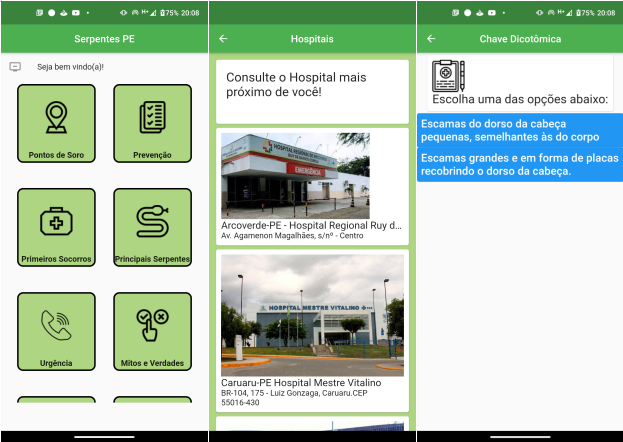 H+ 75% 20:08
Serpentes PE
Seja bem vindo(a)!
Pontos de Soro
Prevenção
Primeiros Socorros
Principais Serpentes
Urgência
Mitos e Verdades
Hospitais
Consulte o Hospital mais
próximo de você!
HOSPITAL REGIONAL DE ARCOVERDE
RUY DE BARROS CORREIA
EMERGÊNCIA
Arcoverde-PE - Hospital Regional Ruy d...
Av. Agamenon Magalhães, s/nº - Centro
HOSPITAL MESTRE VITALINO
Caruaru-PE Hospital Mestre Vitalino
BR-104, 175 - Luiz Gonzaga, Caruaru.CEP
55016-430
H+ 75% 20:08
Chave Dicotômica
Escolha uma das opções abaixo:
Escamas do dorso da cabeça
pequenas, semelhantes às do corpo
Escamas grandes e em forma de placas
recobrindo o dorso da cabeça.